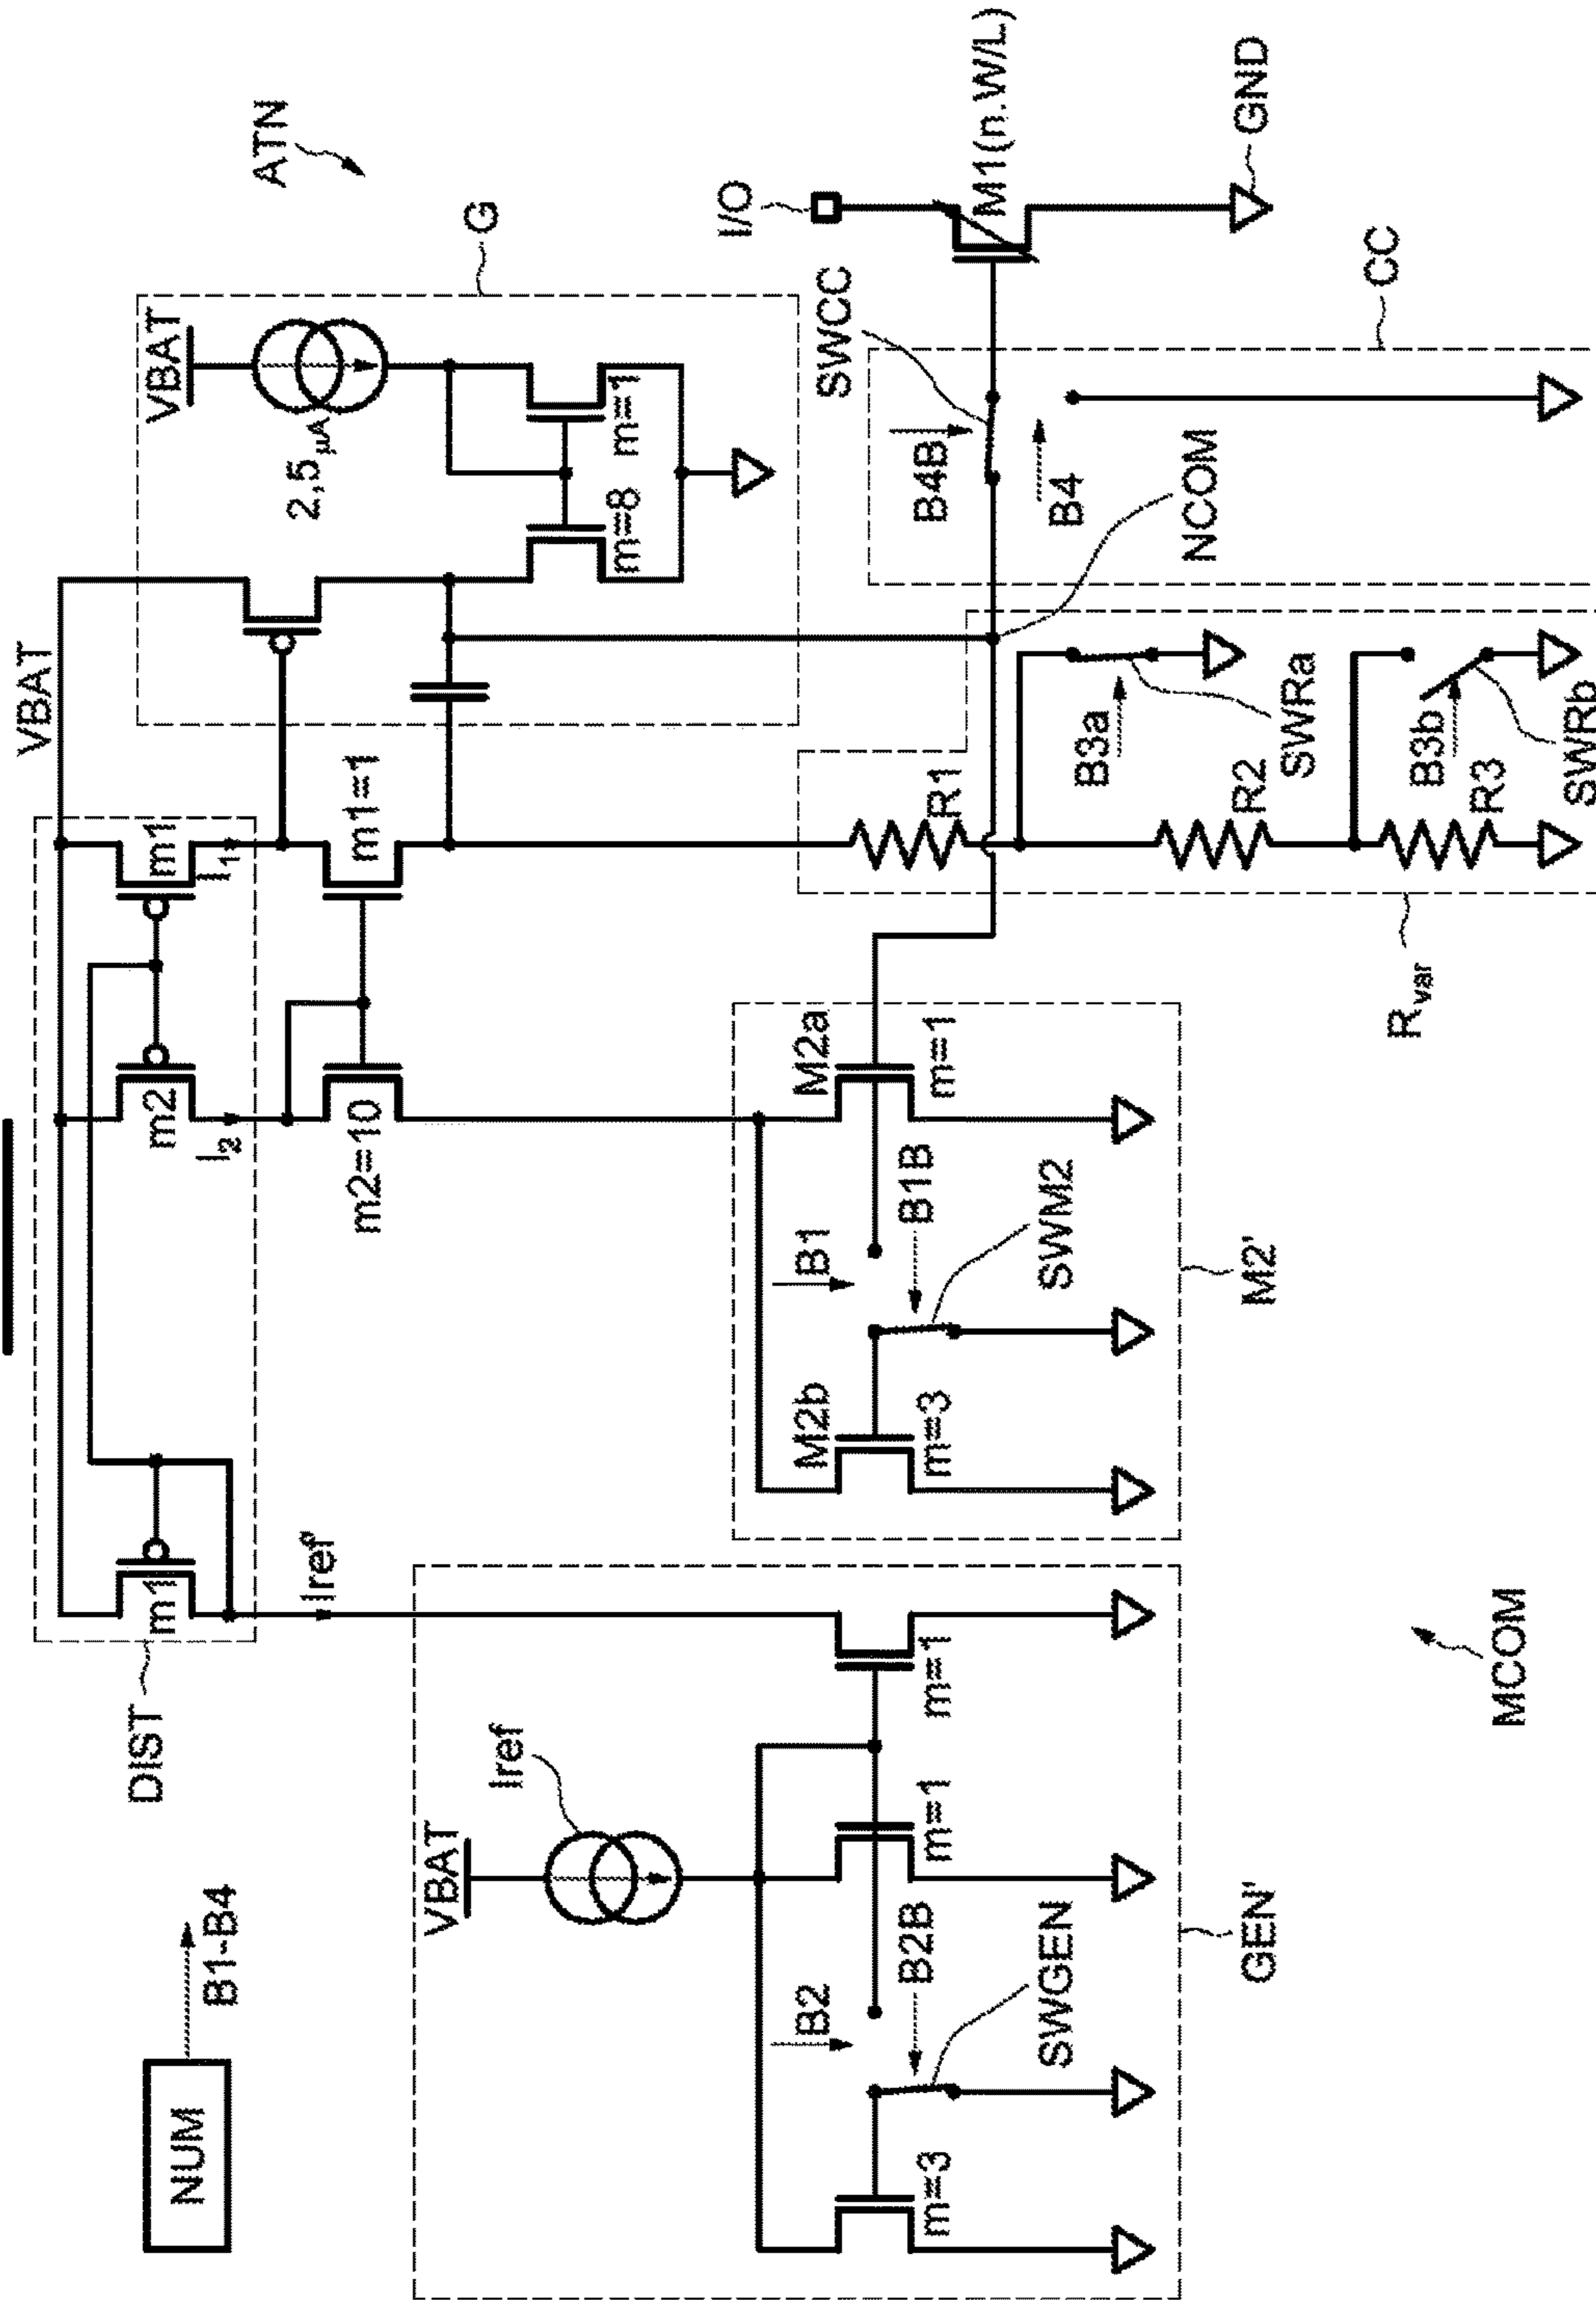 NUM
B1-B4
DIST
m1
Iref'
m2
I2
m1
I1
VBAT
m2=10
m1=1
G
VBAT
2,5 µA
m=8
m=1
ATN
VBAT
Iref
m=3
B2
B2B
SWGEN
m=1
m=1
GEN'
M2b
m=3
B1
B1B
SWM2
M2a
m=1
M2'
R1
R2
R3
B3a
SWRa
B3b
SWRb
Rvar
NCOM
B4B
B4
SWCC
CC
I/O
M1(n.W/L)
GND
MCOM